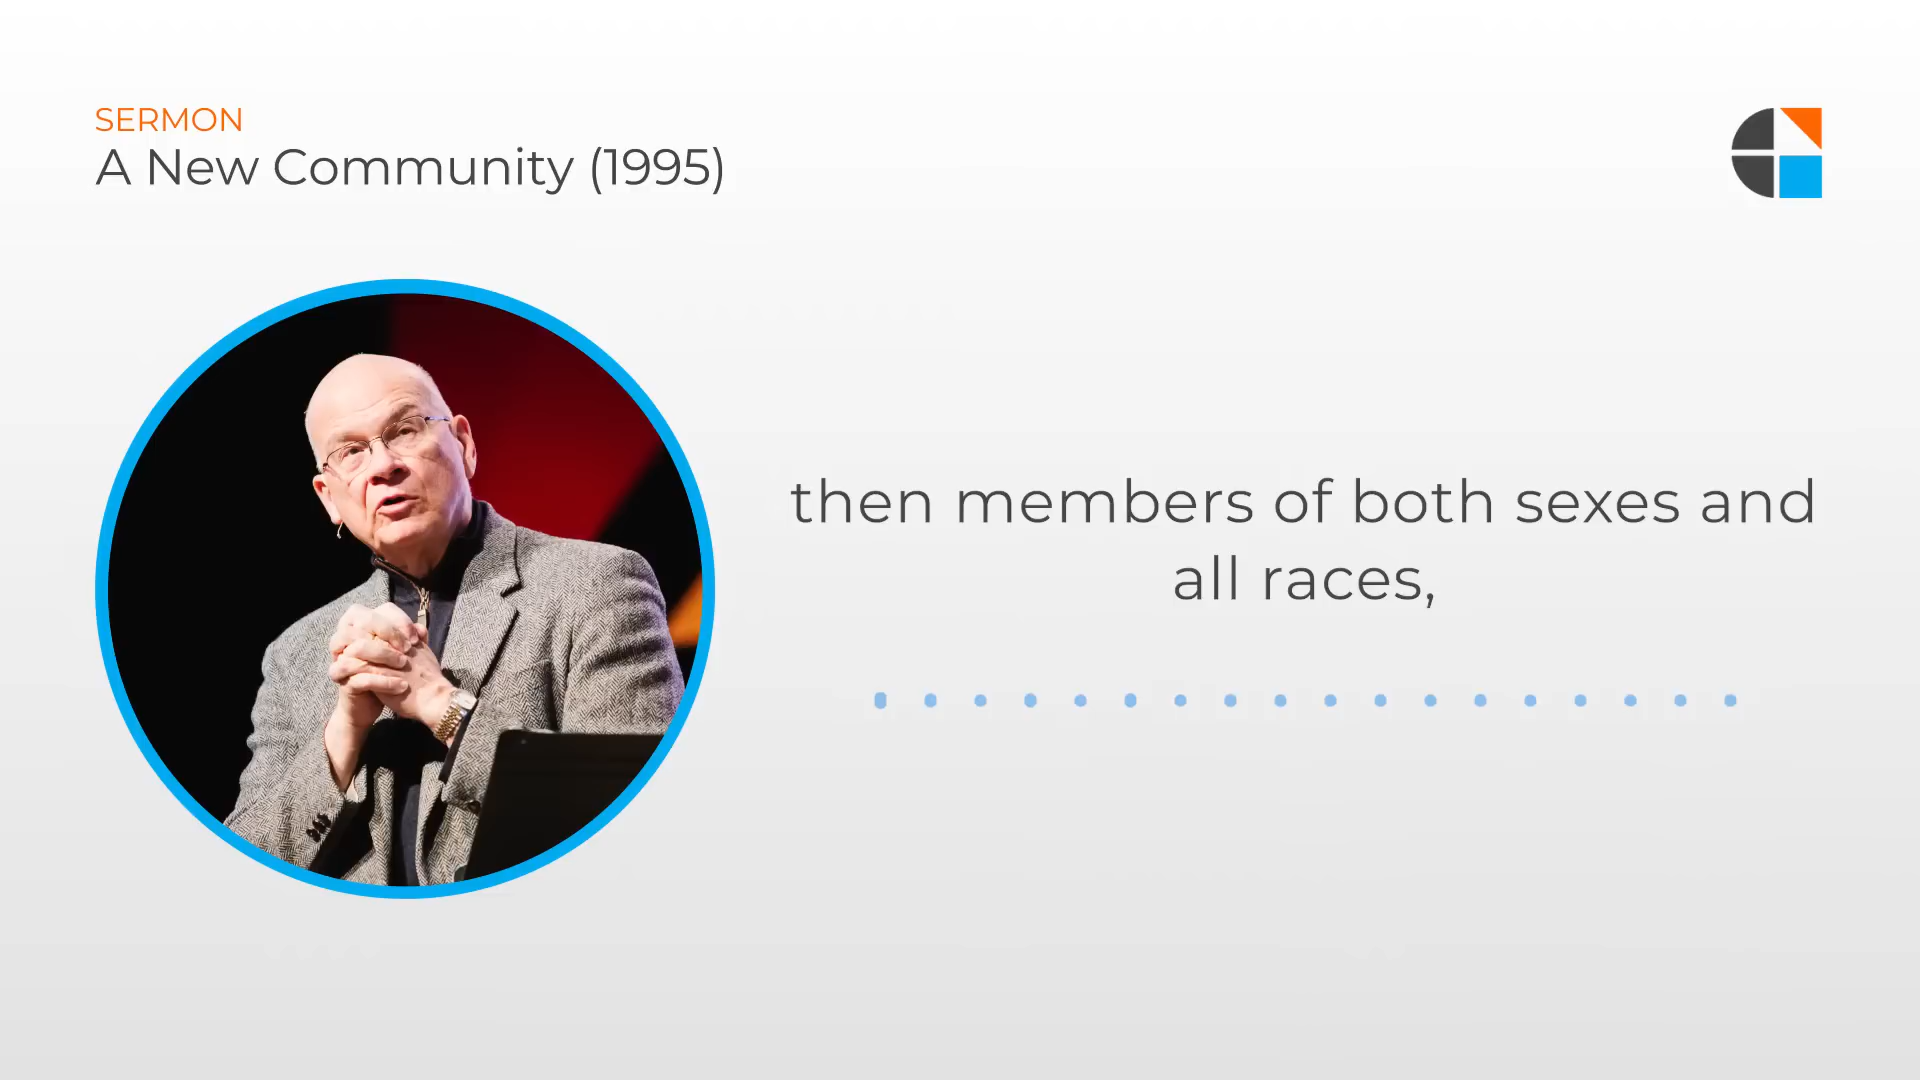 SERMON
A New Community (1995)
then members of both sexes and
all races,